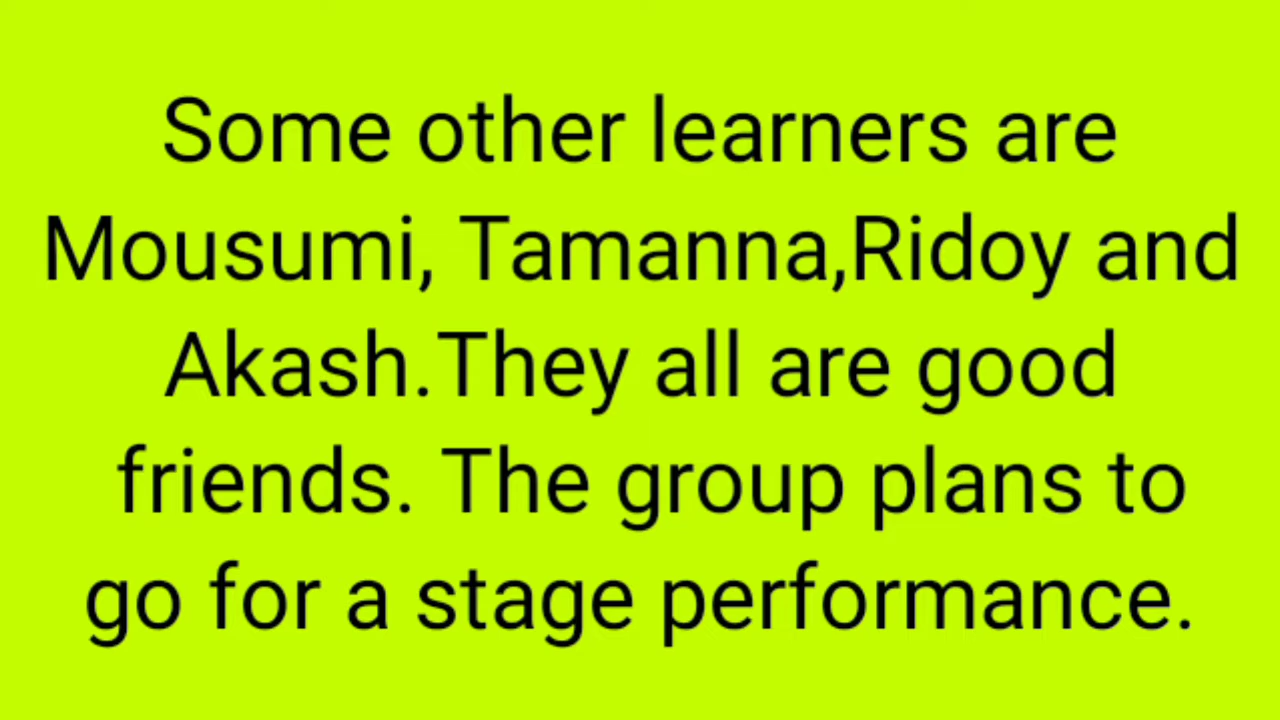 Some other learners are
Mousumi, Tamanna,Ridoy and
Akash.They all are good
friends. The group plans to
go for a stage performance.